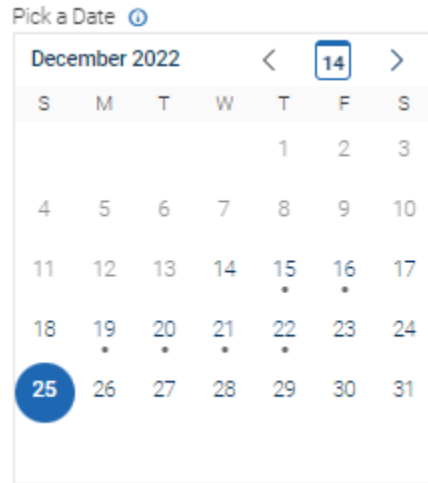 Pick a Date
December 2022 14
S M T W T F S
1 2 3
4 5 6 7 8 9 10
11 12 13 14 15 16 17
18 19 20 21 22 23 24
25 26 27 28 29 30 31